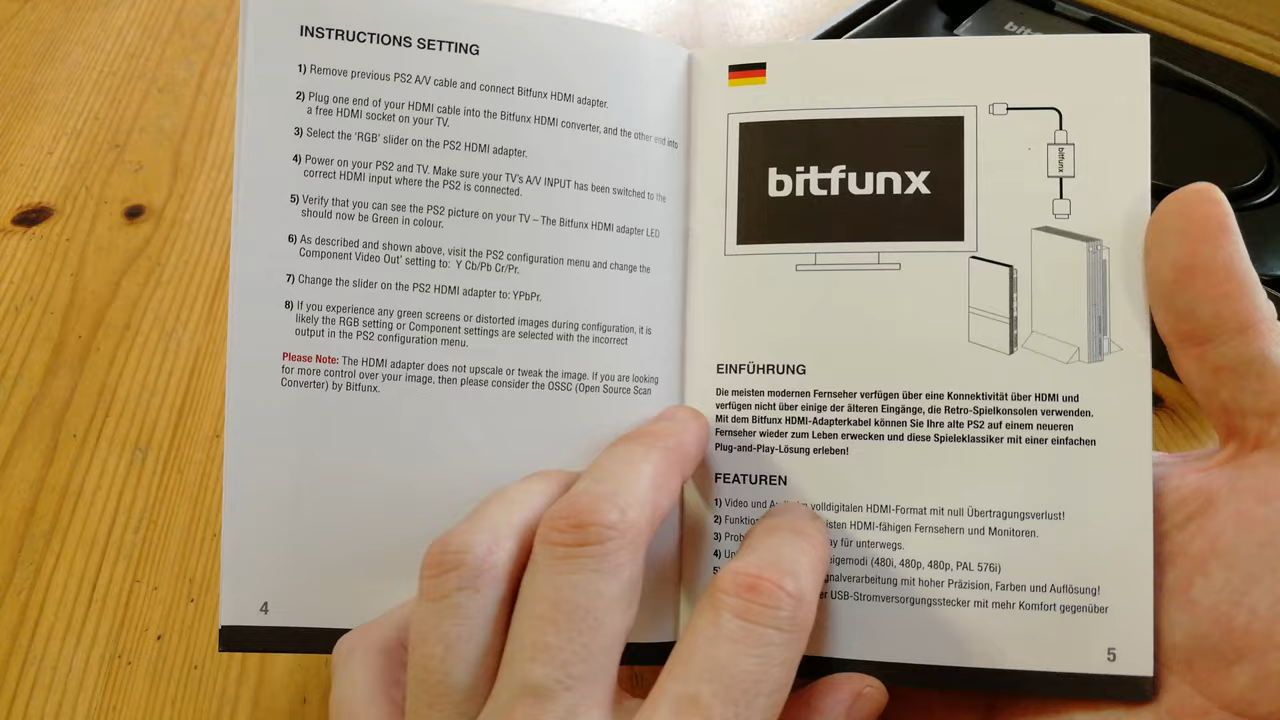 INSTRUCTIONS SETTING
1) Remove previous PS2 A/V cable and connect Bitfunx HDMI adapter.
2) Plug one end of your HDMI cable into the Bitfunx HDMI converter, and the other end into
a free HDMI socket on your TV.
3) Select the 'RGB' slider on the PS2 HDMI adapter.
4) Power on your PS2 and TV. Make sure your TV's A/V INPUT has been switched to the
correct HDMI input where the PS2 is connected.
5) Verify that you can see the PS2 picture on your TV – The Bitfunx HDMI adapter LED
should now be Green in colour.
6) As described and shown above, visit the PS2 configuration menu and change the
Component Video Out' setting to: Y Cb/Pb Cr/Pr.
7) Change the slider on the PS2 HDMI adapter to: YPbPr.
8) If you experience any green screens or distorted images during configuration, it is
likely the RGB setting or Component settings are selected with the incorrect
output in the PS2 configuration menu.
Please Note: The HDMI adapter does not upscale or tweak the image. If you are looking
for more control over your image, then please consider the OSSC (Open Source Scan
Converter) by Bitfunx.
4
bitfunx
bitfunx
EINFÜHRUNG
Die meisten modernen Fernseher verfügen über eine Konnektivität über HDMI und
verfügen nicht über einige der älteren Eingänge, die Retro-Spielkonsolen verwenden.
Mit dem Bitfunx HDMI-Adapterkabel können Sie Ihre alte PS2 auf einem neueren
Fernseher wieder zum Leben erwecken und diese Spieleklassiker mit einer einfachen
Plug-and-Play-Lösung erleben!
FEATUREN
1) Video und volldigitalen HDMI-Format mit null Übertragungsverlust!
2) HDMI-fähigen Fernsehern und Monitoren.
3) für unterwegs.
4) (480i, 480p, 480p, PAL 576i)
mit hoher Präzision, Farben und Auflösung!
USB-Stromversorgungsstecker mit mehr Komfort gegenüber
5